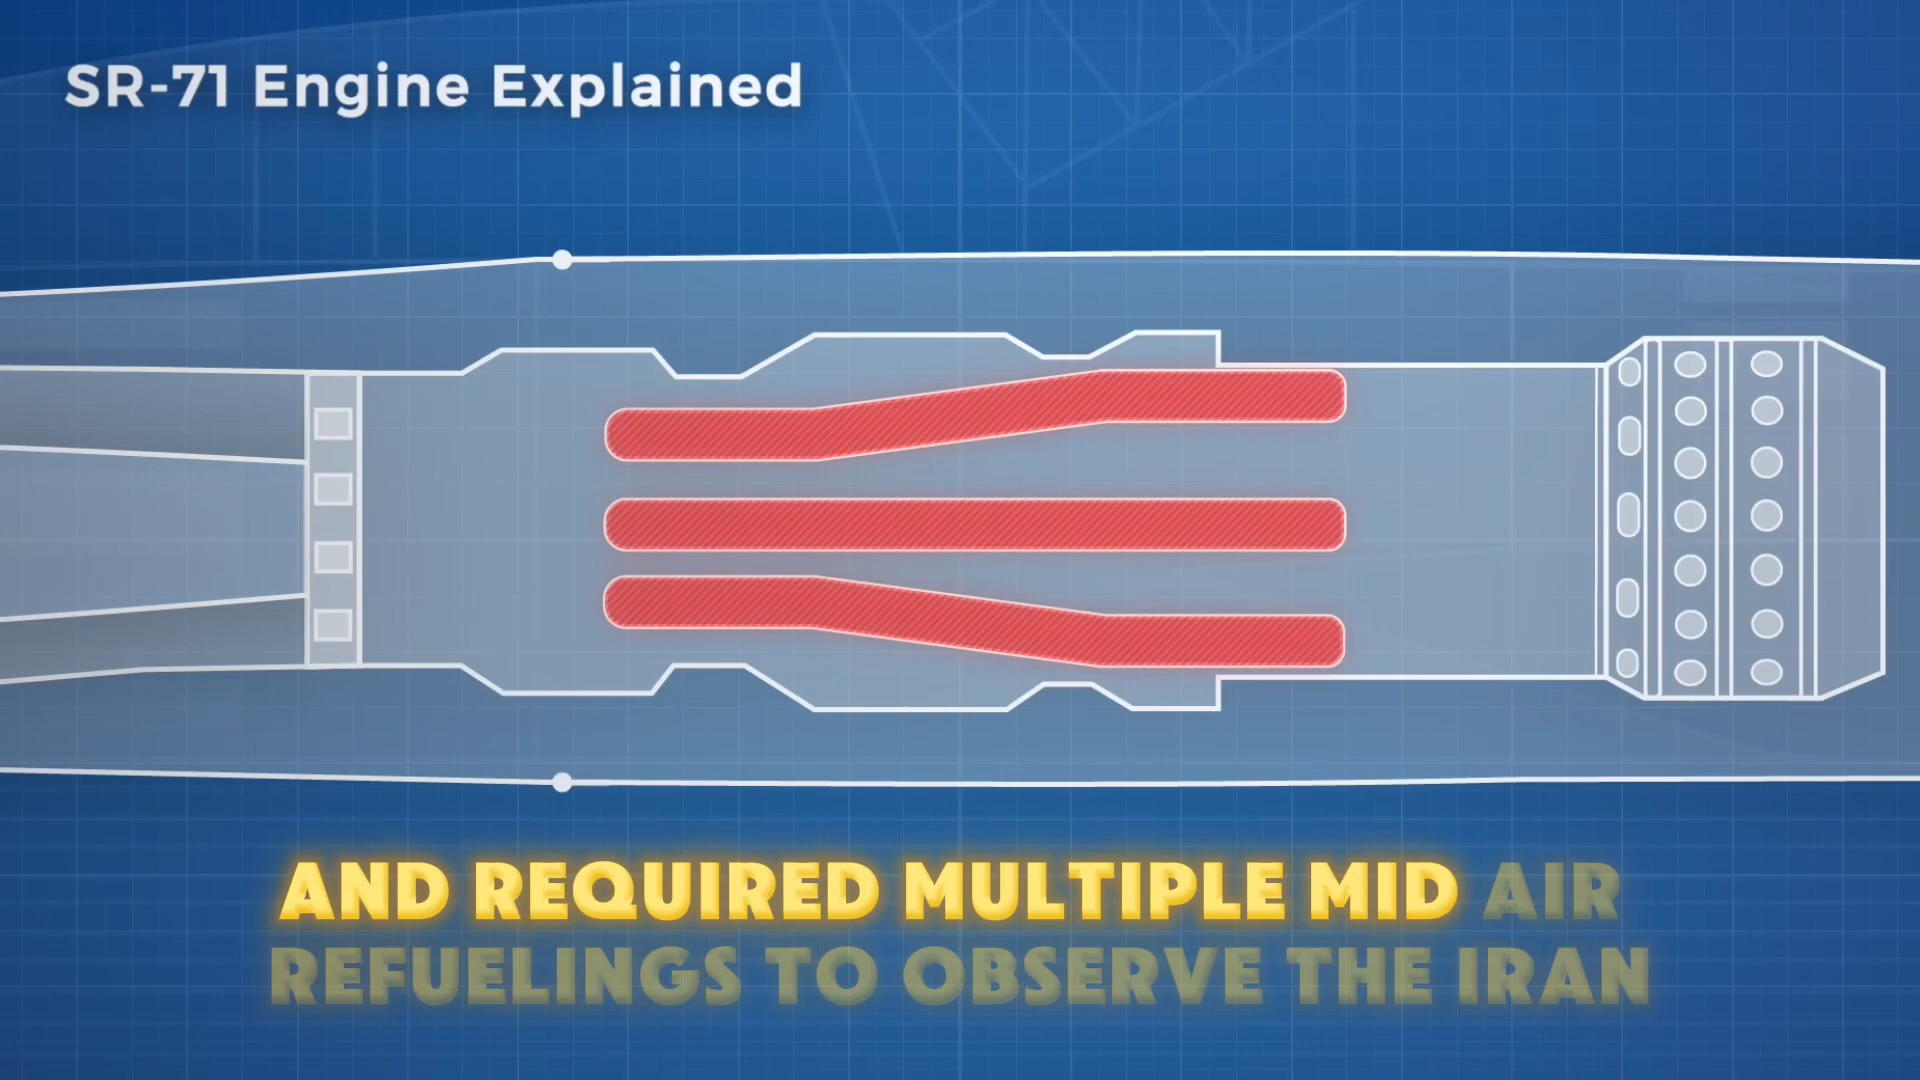 SR-71 Engine Explained
AND REQUIRED MULTIPLE MID AIR
REFUELINGS TO OBSERVE THE IRAN